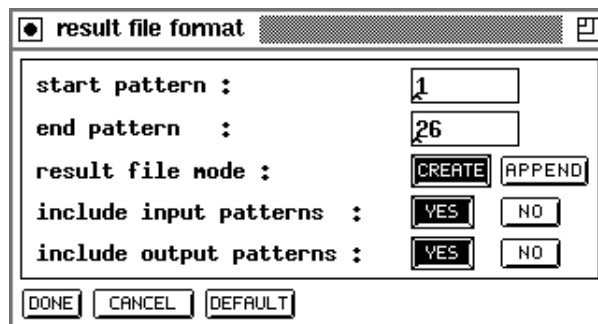 result file format
start pattern : 1
end pattern : 26
result file mode : CREATE APPEND
include input patterns : YES NO
include output patterns : YES NO
DONE CANCEL DEFAULT